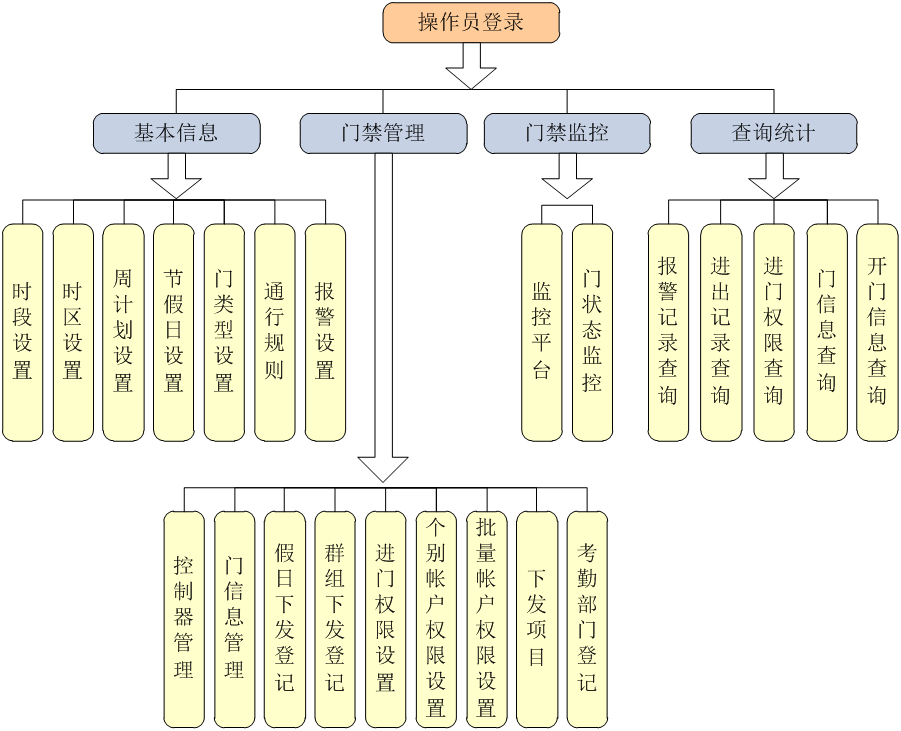 操作员登录
基本信息
门禁管理
门禁监控
查询统计
时段设置
时区设置
周计划设置
节假日设置
门类型设置
通行规则
报警设置
监控平台
门状态监控
报警记录查询
进出记录查询
进门权限查询
门信息查询
开门信息查询
控制器管理
门信息管理
假日下发登记
群组下发登记
进门权限设置
个别帐户权限设置
批量帐户权限设置
下发项目
考勤部门登记